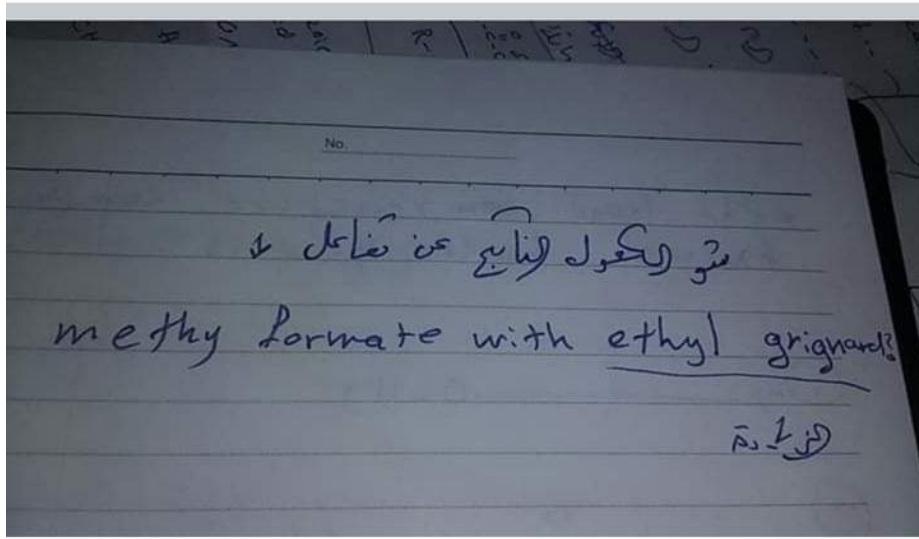 No.
شو الكحول الناتج عن تفاعل ↓
methy formate with ethyl grignard?